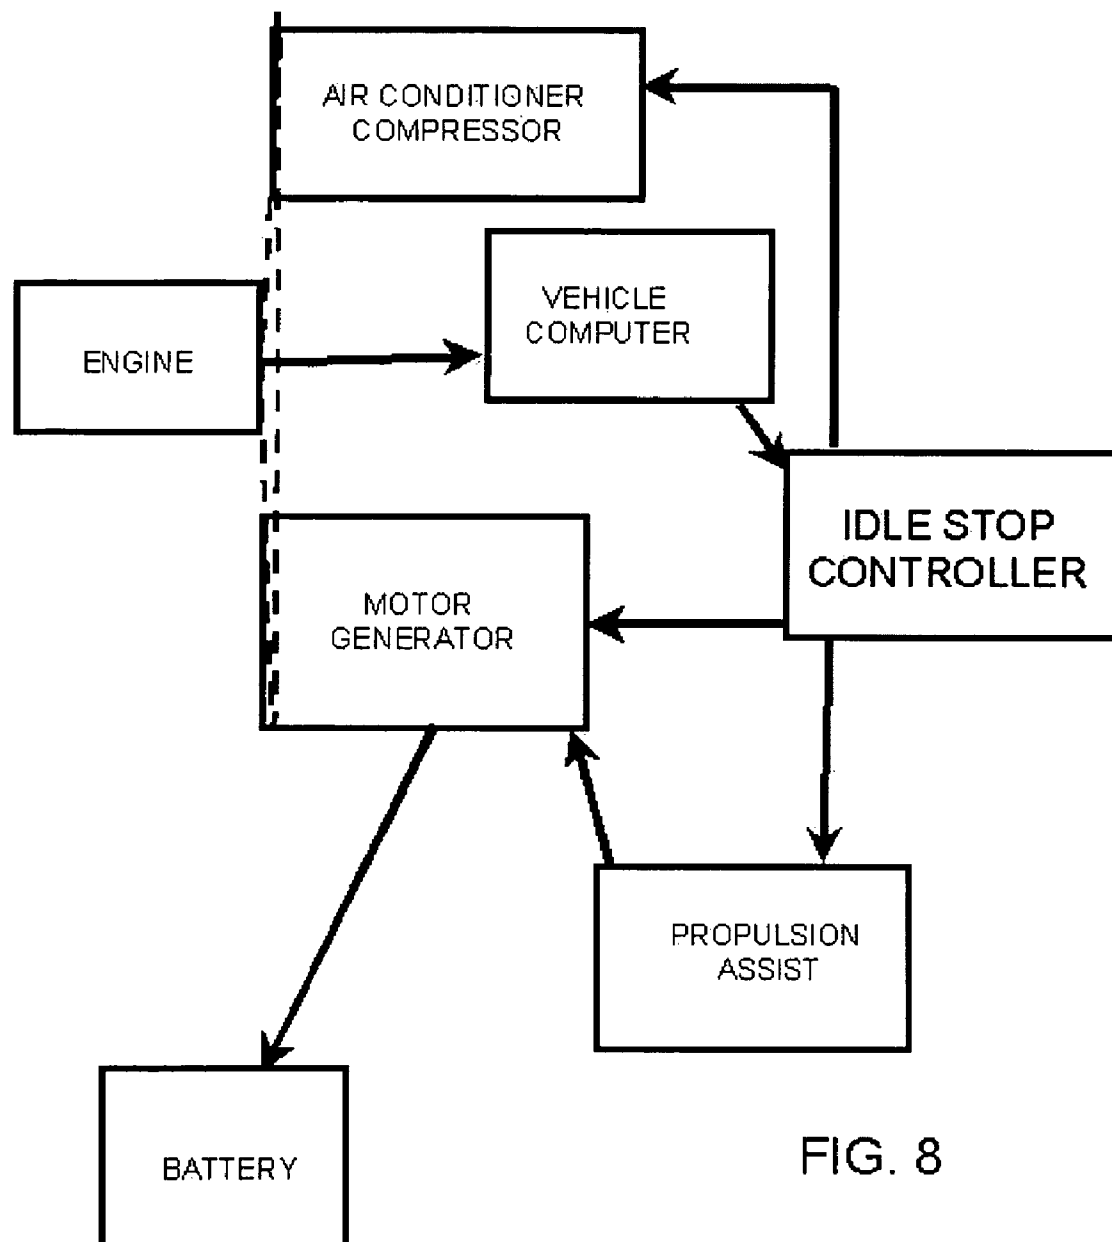 AIR CONDITIONER
COMPRESSOR
VEHICLE
COMPUTER
ENGINE
IDLE STOP
CONTROLLER
MOTOR
GENERATOR
PROPULSION
ASSIST
BATTERY
FIG. 8